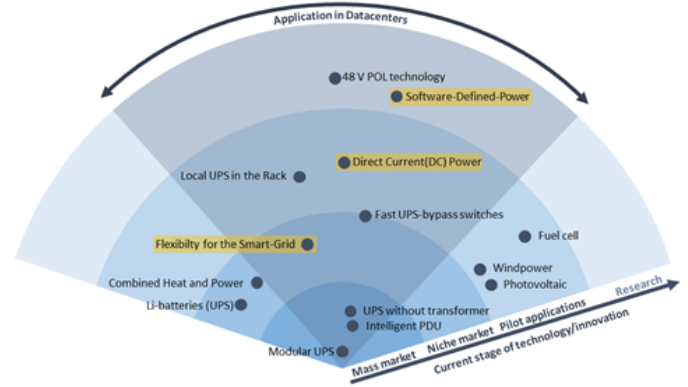 Application in Datacenters
48 V POL technology
Software-Defined-Power
Direct Current(DC) Power
Local UPS in the Rack
Fast UPS-bypass switches
Fuel cell
Flexibilty for the Smart-Grid
Windpower
Combined Heat and Power
Photovoltaic
Li-batteries (UPS)
UPS without transformer
Intelligent PDU
Modular UPS
Mass market
Niche market
Pilot applications
Research
Current stage of technology/innovation